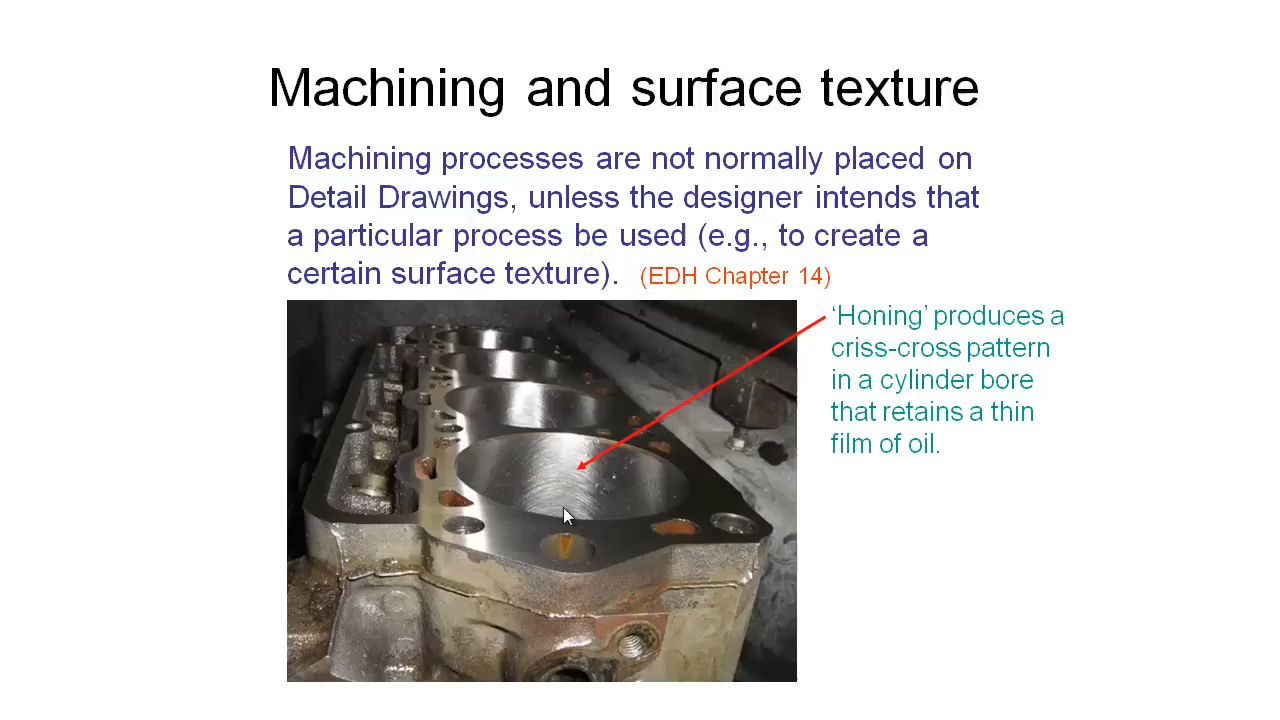 Machining and surface texture
Machining processes are not normally placed on
Detail Drawings, unless the designer intends that
a particular process be used (e.g., to create a
certain surface texture). (EDH Chapter 14)
‘Honing’ produces a
criss-cross pattern
in a cylinder bore
that retains a thin
film of oil.